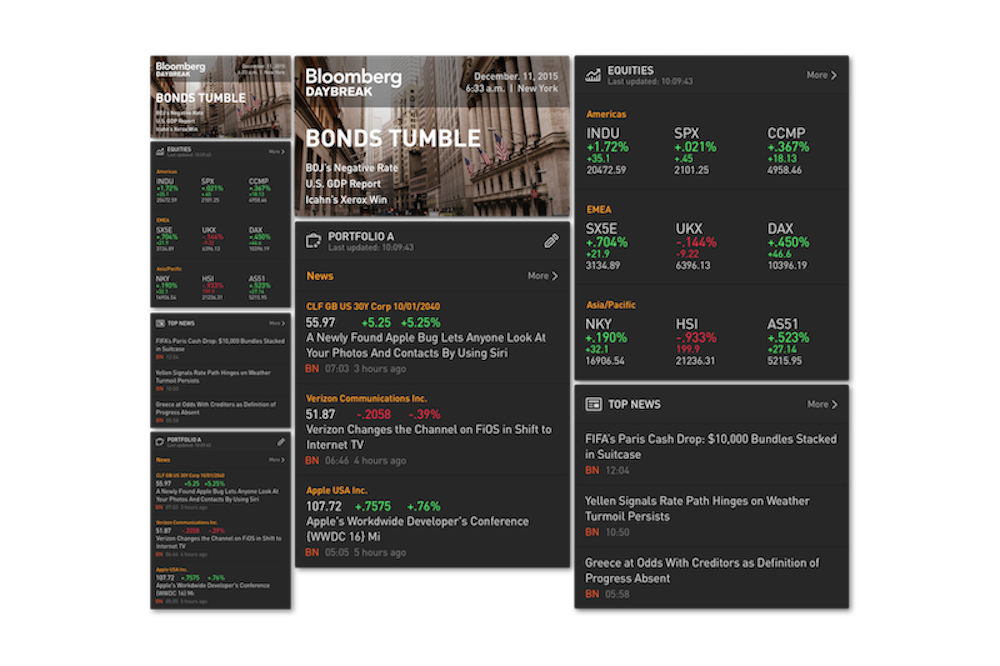 Bloomberg
DAYBREAK
December. 11, 2015
6:33 a.m. | New York
BONDS TUMBLE
BOJ's Negative Rate
U.S. GDP Report
Icahn's Xerox Win
EQUITIES
Last updated: 10:09:43
More
Americas
INDU SPX CCMP
+1.72% +.021% +.367%
+35.1 +.45 +18.13
20472.59 2101.25 4958.46
EMEA
SX5E UKX DAX
+.704% -.144% +.450%
+21.9 -9.22 +46.6
3134.89 6396.13 10396.19
Asia/Pacific
NKY HSI AS51
+.190% -.933% +.523%
+32.1 199.9 +27.14
16906.54 21236.31 5215.95
TOP NEWS
More
FIFA's Paris Cash Drop: $10,000 Bundles Stacked
in Suitcase
BN 12:04
Yellen Signals Rate Path Hinges on Weather
Turmoil Persists
BN 10:50
Greece at Odds With Creditors as Definition of
Progress Absent
BN 05:58
PORTFOLIO A
Last updated: 10:09:43
News
More
CLF GB US 30Y Corp 10/01/2040
55.97 +5.25 +5.25%
A Newly Found Apple Bug Lets Anyone Look At
Your Photos And Contacts By Using Siri
BN 07:03 3 hours ago
Verizon Communications Inc.
51.87 -.2058 -.39%
Verizon Changes the Channel on FiOS in Shift to
Internet TV
BN 06:46 4 hours ago
Apple USA Inc.
107.72 +.7575 +.76%
Apple's Workdwide Developer's Conference
(WWDC 16) Mi
BN 05:05 5 hours ago
Bloomberg
DAYBREAK
December. 11, 2015
6:33 a.m. | New York
BONDS TUMBLE
BOJ's Negative Rate
U.S. GDP Report
Icahn's Xerox Win
PORTFOLIO A
Last updated: 10:09:43
News
More
CLF GB US 30Y Corp 10/01/2040
55.97 +5.25 +5.25%
A Newly Found Apple Bug Lets Anyone Look At
Your Photos And Contacts By Using Siri
BN 07:03 3 hours ago
Verizon Communications Inc.
51.87 -.2058 -.39%
Verizon Changes the Channel on FiOS in Shift to
Internet TV
BN 06:46 4 hours ago
Apple USA Inc.
107.72 +.7575 +.76%
Apple's Workdwide Developer's Conference
(WWDC 16) Mi
BN 05:05 5 hours ago
EQUITIES
Last updated: 10:09:43
More
Americas
INDU SPX CCMP
+1.72% +.021% +.367%
+35.1 +.45 +18.13
20472.59 2101.25 4958.46
EMEA
SX5E UKX DAX
+.704% -.144% +.450%
+21.9 -9.22 +46.6
3134.89 6396.13 10396.19
Asia/Pacific
NKY HSI AS51
+.190% -.933% +.523%
+32.1 199.9 +27.14
16906.54 21236.31 5215.95
TOP NEWS
More
FIFA's Paris Cash Drop: $10,000 Bundles Stacked
in Suitcase
BN 12:04
Yellen Signals Rate Path Hinges on Weather
Turmoil Persists
BN 10:50
Greece at Odds With Creditors as Definition of
Progress Absent
BN 05:58